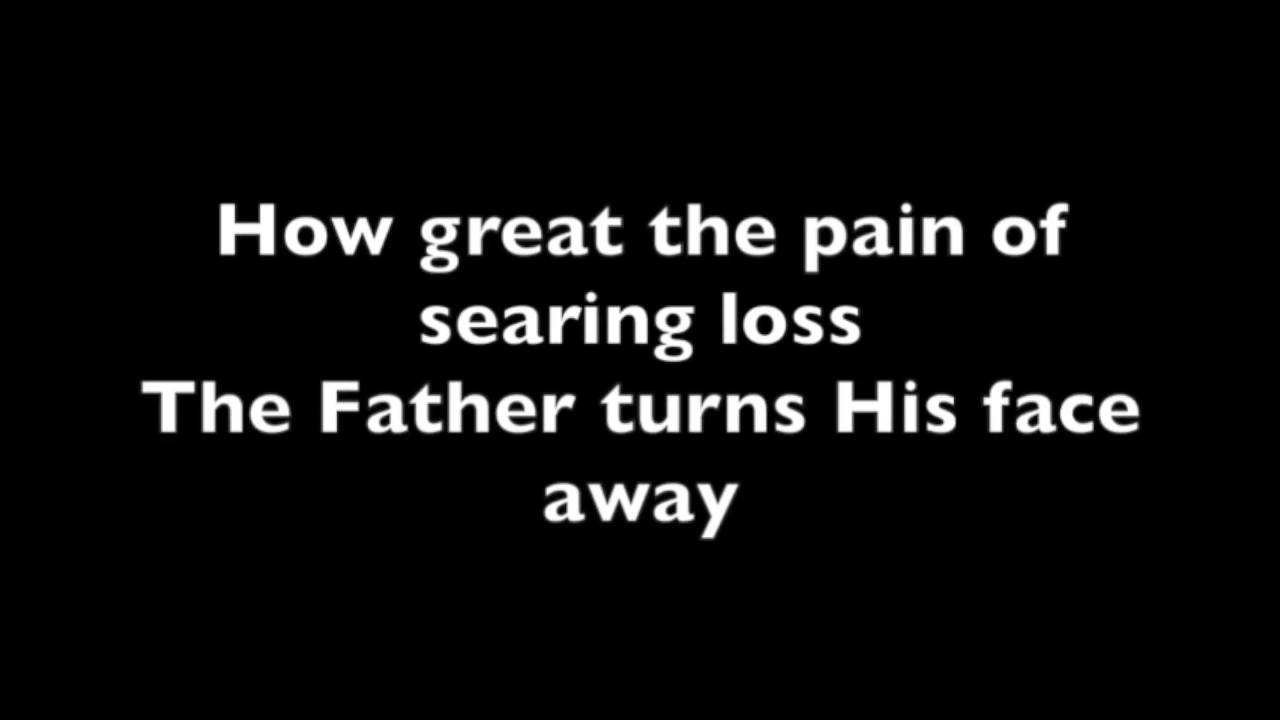 How great the pain of
searing loss
The Father turns His face
away